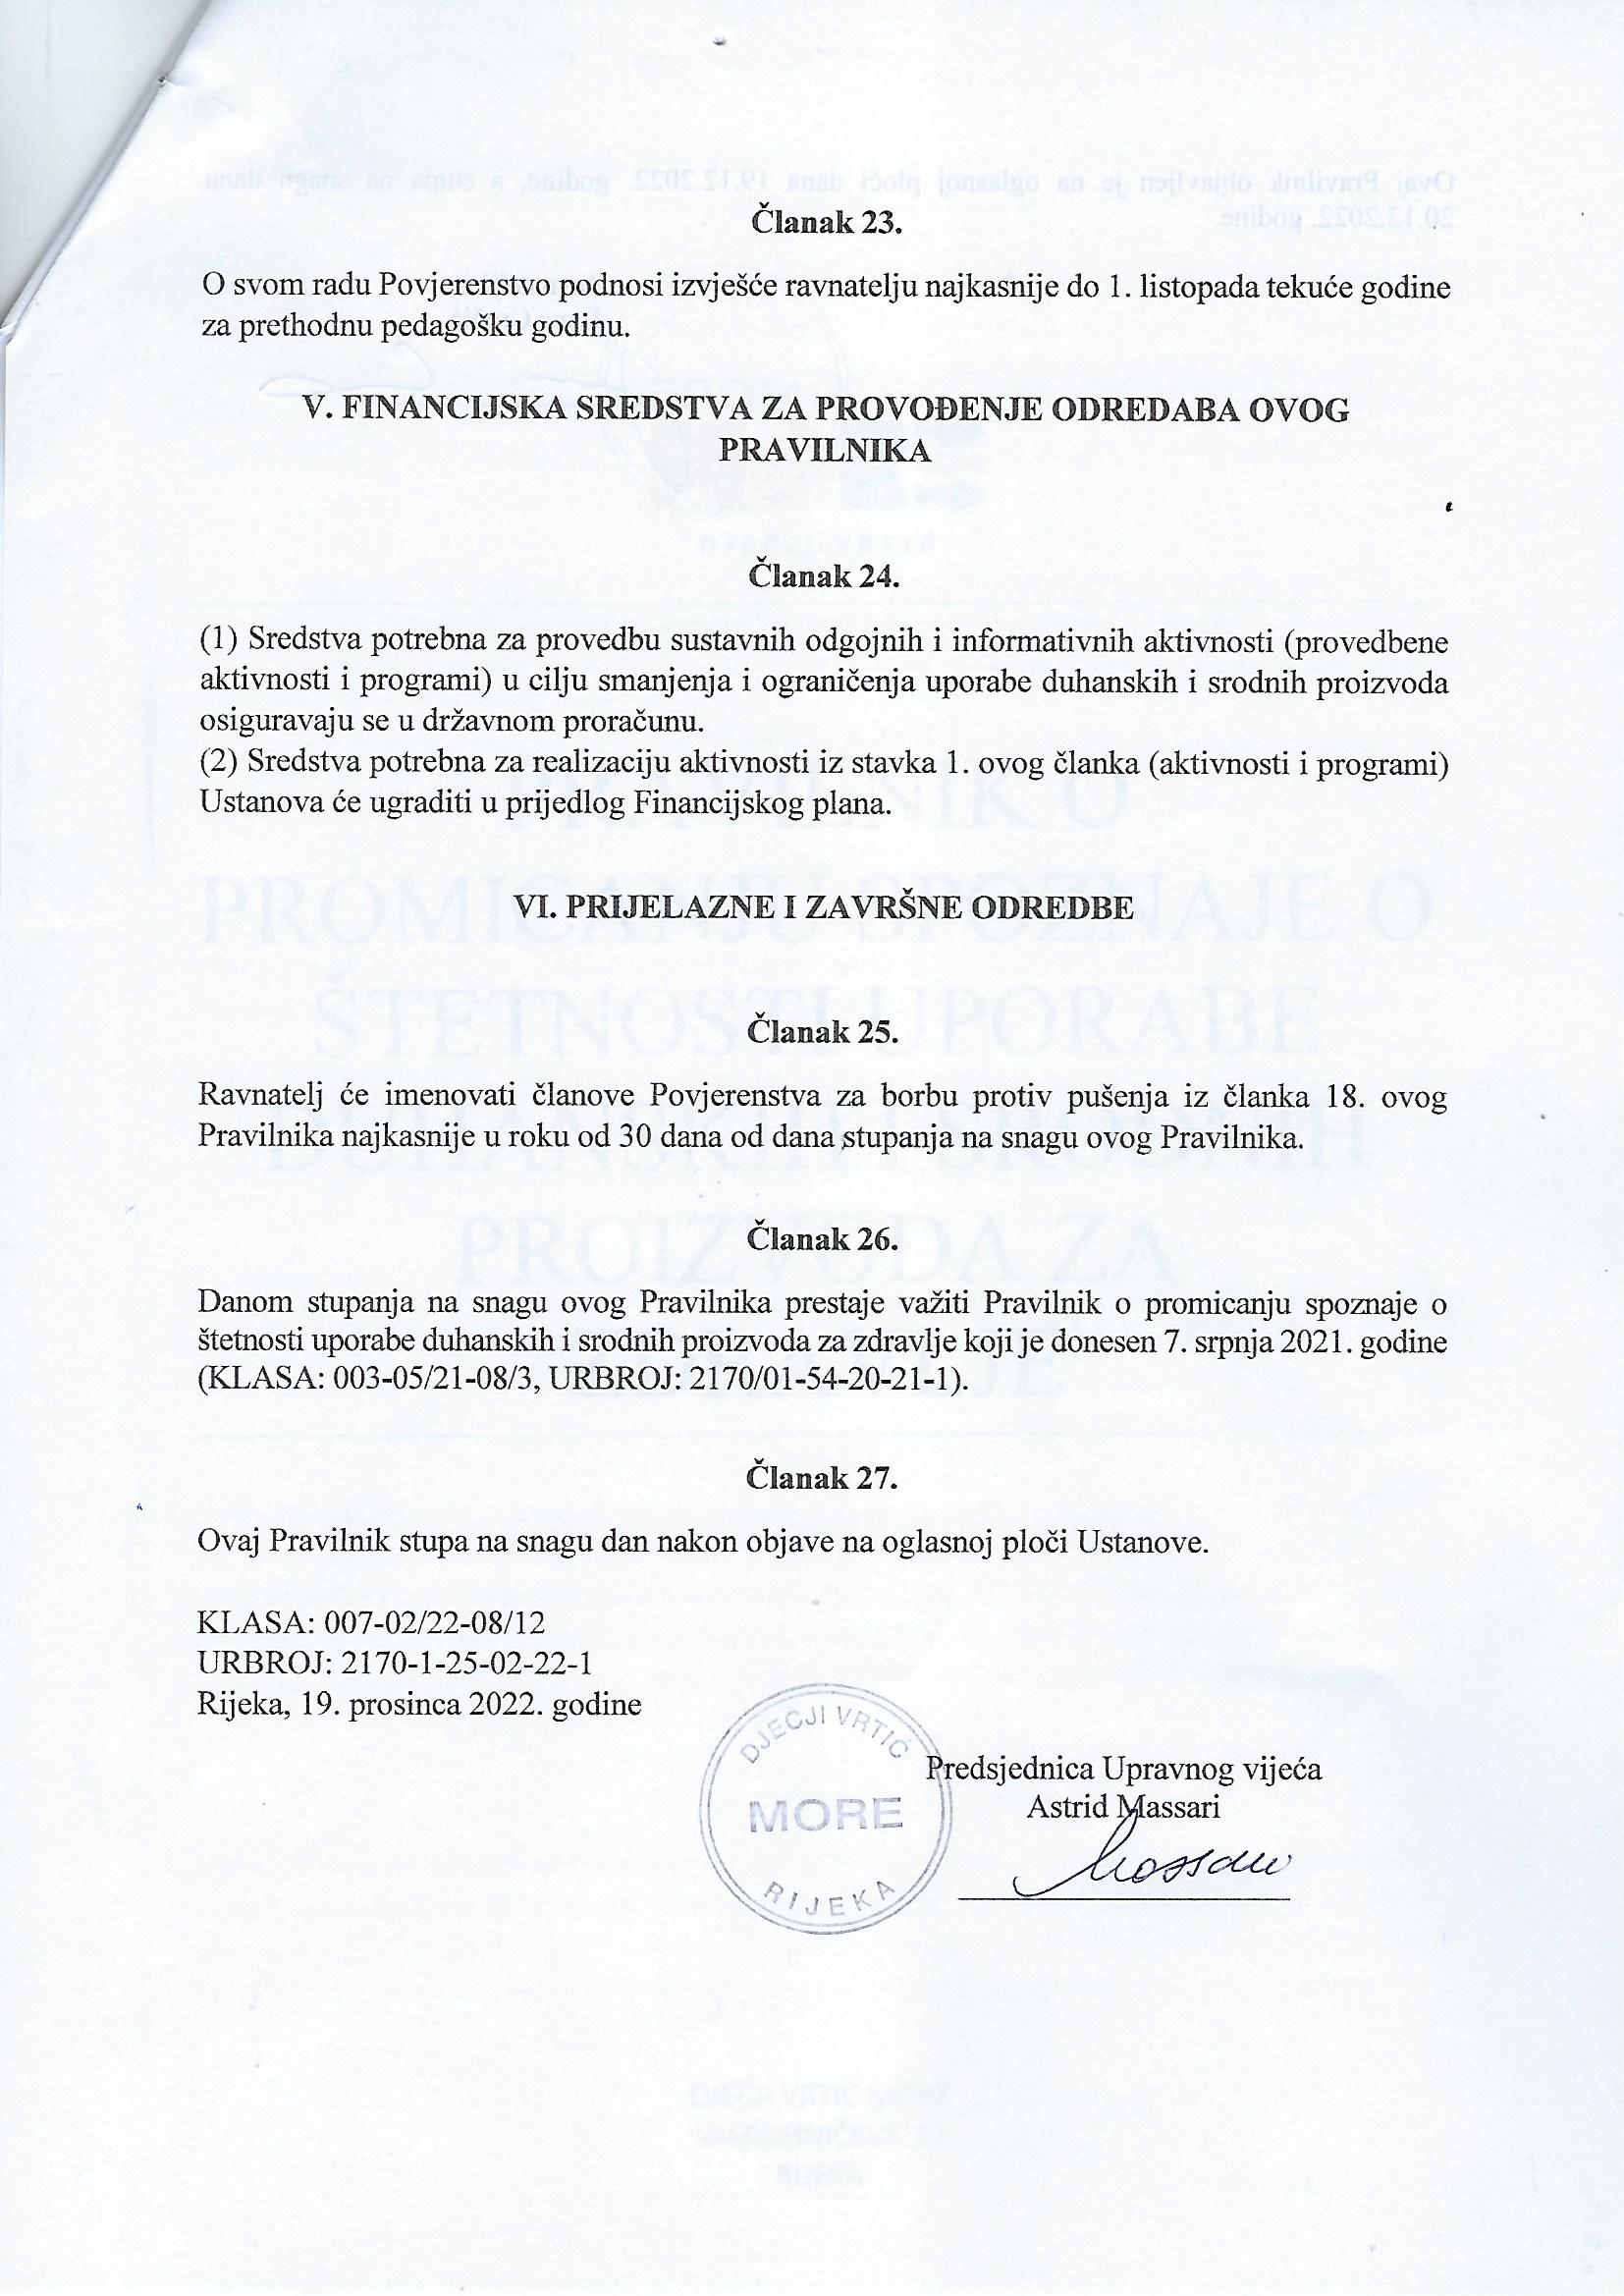 Članak 23.
O svom radu Povjerenstvo podnosi izvješće ravnatelju najkasnije do 1. listopada tekuće godine
za prethodnu pedagošku godinu.
V. FINANCIJSKA SREDSTVA ZA PROVOĐENJE ODREDABA OVOG
PRAVILNIKA
Članak 24.
(1) Sredstva potrebna za provedbu sustavnih odgojnih i informativnih aktivnosti (provedbene
aktivnosti i programi) u cilju smanjenja i ograničenja uporabe duhanskih i srodnih proizvoda
osiguravaju se u državnom proračunu.
(2) Sredstva potrebna za realizaciju aktivnosti iz stavka 1. ovog članka (aktivnosti i programi)
Ustanova će ugraditi u prijedlog Financijskog plana.
VI. PRIJELAZNE I ZAVRŠNE ODREDBE
Članak 25.
Ravnatelj će imenovati članove Povjerenstva za borbu protiv pušenja iz članka 18. ovog
Pravilnika najkasnije u roku od 30 dana od dana stupanja na snagu ovog Pravilnika.
Članak 26.
Danom stupanja na snagu ovog Pravilnika prestaje važiti Pravilnik o promicanju spoznaje o
štetnosti uporabe duhanskih i srodnih proizvoda za zdravlje koji je donesen 7. srpnja 2021. godine
(KLASA: 003-05/21-08/3, URBROJ: 2170/01-54-20-21-1).
Članak 27.
Ovaj Pravilnik stupa na snagu dan nakon objave na oglasnoj ploči Ustanove.
KLASA: 007-02/22-08/12
URBROJ: 2170-1-25-02-22-1
Rijeka, 19. prosinca 2022. godine
DJEČJI VRTIĆ
MORE
RIJEKA
Predsjednica Upravnog vijeća
Astrid Massari